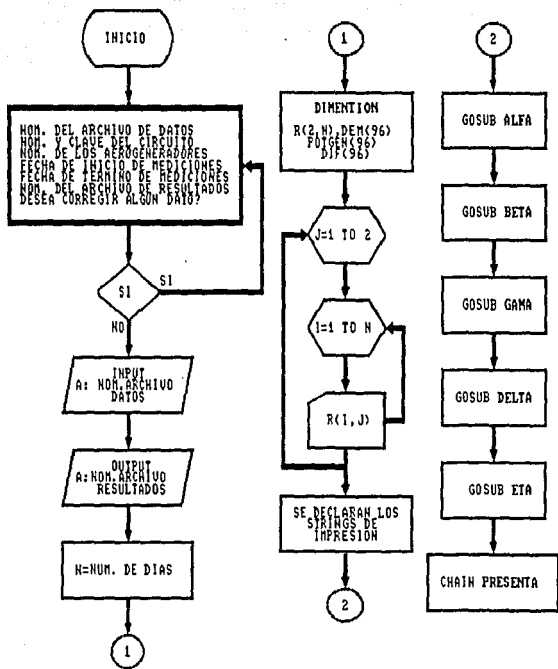 INICIO
NOM. DEL ARCHIVO DE DATOS
NOM. Y CLAVE DEL CIRCUITO
NOM. DE LOS AEROGENERADORES
FECHA DE INICIO DE MEDICIONES
FECHA DE TERMINO DE MEDICIONES
NOM. DEL ARCHIVO DE RESULTADOS
DESEA CORREGIR ALGUN DATO?
SI
SI
NO
INPUT
A: NOM.ARCHIVO
DATOS
OUTPUT
A:NOM.ARCHIVO
RESULTADOS
N=NUM. DE DIAS
1
1
DIMENTION
R(2,N),DEM(96)
POTGEN(96)
DIF(96)
J=1 TO 2
I=1 TO N
R(I,J)
SE DECLARAN LOS
STRINGS DE
IMPRESION
2
2
GOSUB ALFA
GOSUB BETA
GOSUB GAMA
GOSUB DELTA
GOSUB ETA
CHAIN PRESENTA